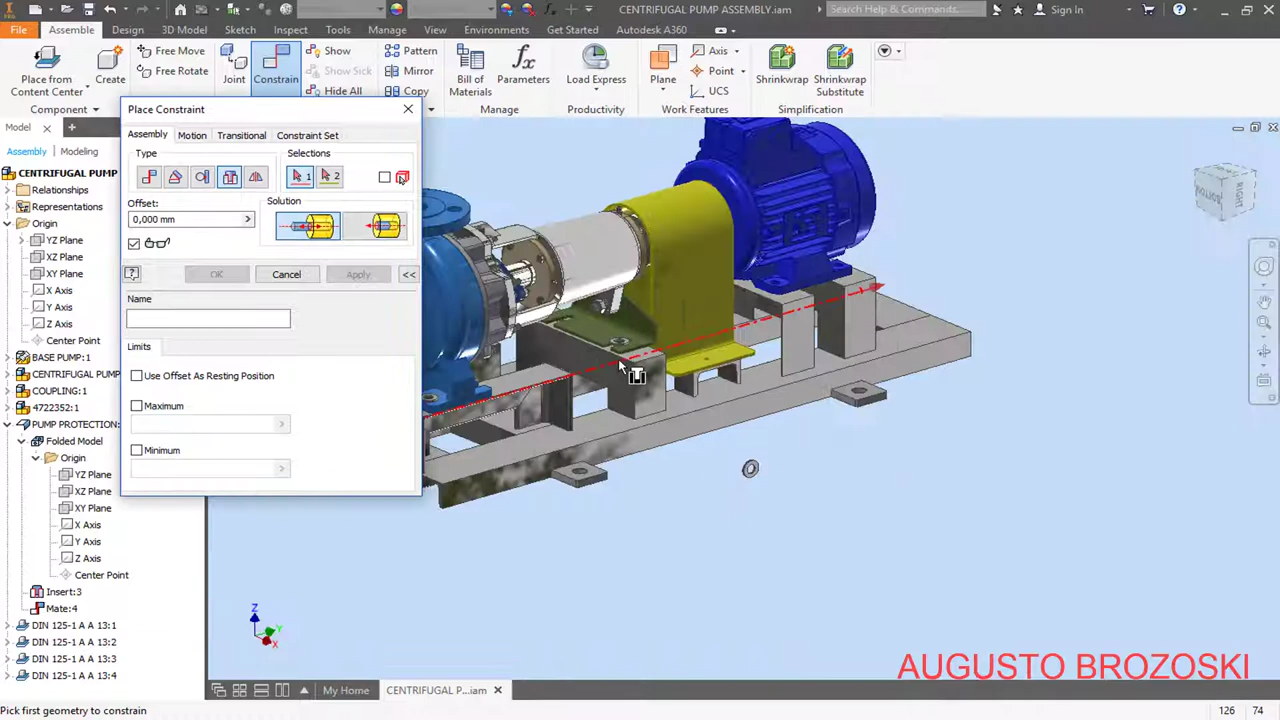 CENTRIFUGAL PUMP ASSEMBLY.iam
Search Help & Commands...
Sign In
File
Assemble
Design
3D Model
Sketch
Inspect
Tools
Manage
View
Environments
Get Started
Autodesk A360
Place from
Content Center
Create
Free Move
Free Rotate
Joint
Constrain
Show
Show Sick
Hide All
Pattern
Mirror
Copy
Bill of
Materials
Parameters
Load Express
Plane
Axis
Point
UCS
Shrinkwrap
Shrinkwrap
Substitute
Component
Manage
Productivity
Work Features
Simplification
Model
Assembly
Modeling
CENTRIFUGAL PUMP
Relationships
Representations
Origin
YZ Plane
XZ Plane
XY Plane
X Axis
Y Axis
Z Axis
Center Point
BASE PUMP:1
CENTRIFUGAL PUMP
COUPLING:1
4722352:1
PUMP PROTECTION:
Folded Model
Origin
YZ Plane
XZ Plane
XY Plane
X Axis
Y Axis
Z Axis
Center Point
Insert:3
Mate:4
DIN 125-1 A A 13:1
DIN 125-1 A A 13:2
DIN 125-1 A A 13:3
DIN 125-1 A A 13:4
Place Constraint
Assembly
Motion
Transitional
Constraint Set
Type
Selections
1
2
Offset:
0,000 mm
Solution
OK
Cancel
Apply
<<
Name
Limits
Use Offset As Resting Position
Maximum
Minimum
BOTTOM
RIGHT
Z
Y
X
AUGUSTO BROZOSKI
My Home
CENTRIFUGAL P...iam
Pick first geometry to constrain
126
74